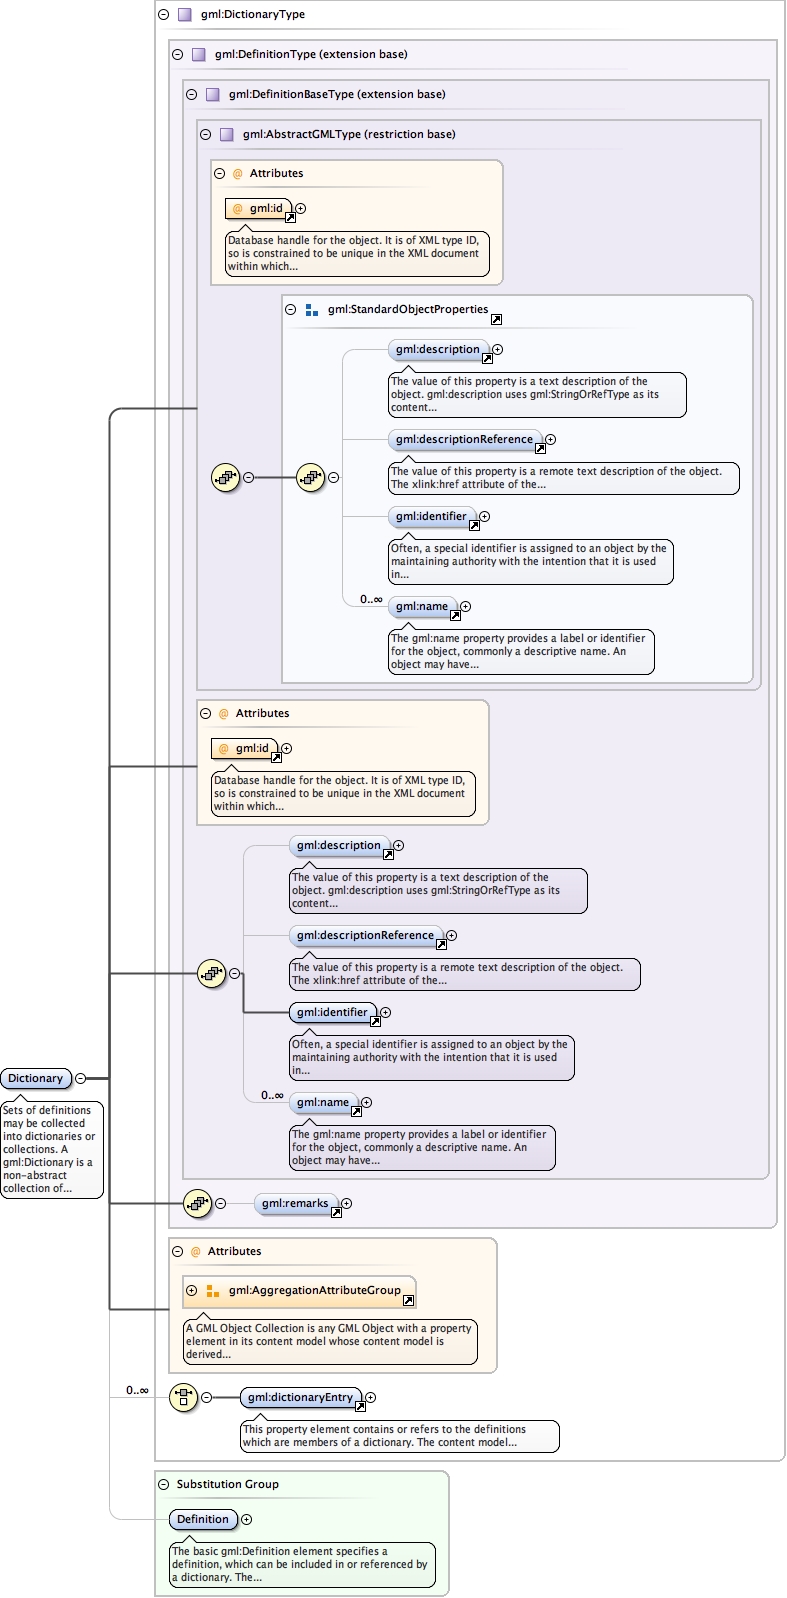 gml:DictionaryType
gml:DefinitionType (extension base)
gml:DefinitionBaseType (extension base)
gml:AbstractGMLType (restriction base)
@ Attributes
@ gml:id
Database handle for the object. It is of XML type ID,
so is constrained to be unique in the XML document
within which...
gml:StandardObjectProperties
gml:description
The value of this property is a text description of the
object. gml:description uses gml:StringOrRefType as its
content...
gml:descriptionReference
The value of this property is a remote text description of the object.
The xlink:href attribute of the...
gml:identifier
Often, a special identifier is assigned to an object by the
maintaining authority with the intention that it is used
in...
0..∞
gml:name
The gml:name property provides a label or identifier
for the object, commonly a descriptive name. An
object may have...
@ Attributes
@ gml:id
Database handle for the object. It is of XML type ID,
so is constrained to be unique in the XML document
within which...
gml:description
The value of this property is a text description of the
object. gml:description uses gml:StringOrRefType as its
content...
gml:descriptionReference
The value of this property is a remote text description of the object.
The xlink:href attribute of the...
gml:identifier
Often, a special identifier is assigned to an object by the
maintaining authority with the intention that it is used
in...
0..∞
gml:name
The gml:name property provides a label or identifier
for the object, commonly a descriptive name. An
object may have...
Dictionary
Sets of definitions
may be collected
into dictionaries or
collections. A
gml:Dictionary is a
non-abstract
collection of...
gml:remarks
@ Attributes
gml:AggregationAttributeGroup
A GML Object Collection is any GML Object with a property
element in its content model whose content model is
derived...
0..∞
gml:dictionaryEntry
This property element contains or refers to the definitions
which are members of a dictionary. The content model...
Substitution Group
Definition
The basic gml:Definition element specifies a
definition, which can be included in or referenced by
a dictionary. The...